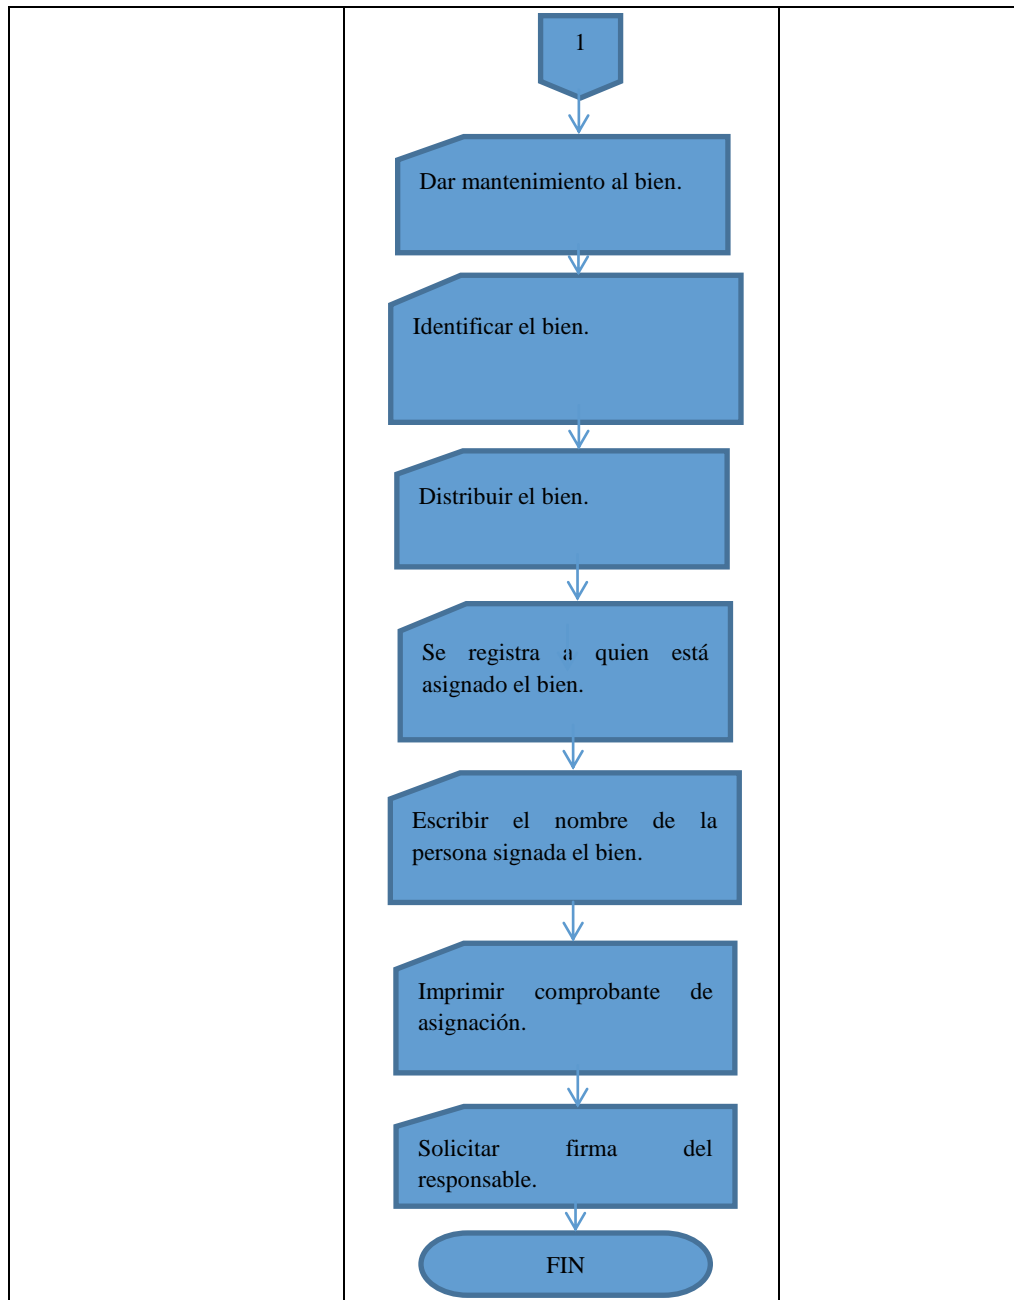 1
Dar mantenimiento al bien.
Identificar el bien.
Distribuir el bien.
Se registra a quien está
asignado el bien.
Escribir el nombre de la
persona signada el bien.
Imprimir comprobante de
asignación.
Solicitar firma del
responsable.
FIN